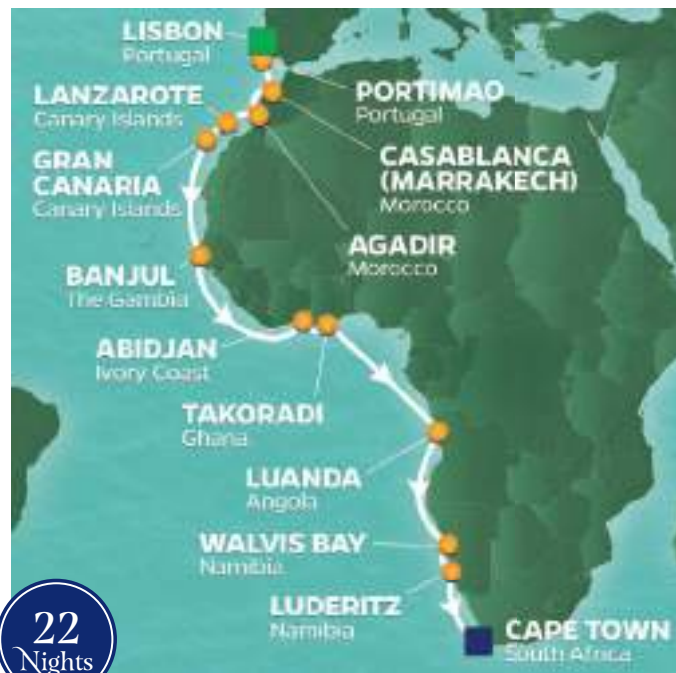 LISBON
Portugal
PORTIMAO
Portugal
LANZAROTE
Canary Islands
CASABLANCA
(MARRAKECH)
Morocco
GRAN
CANARIA
Canary Islands
AGADIR
Morocco
BANJUL
The Gambia
ABIDJAN
Ivory Coast
TAKORADI
Ghana
LUANDA
Angola
WALVIS BAY
Namibia
LUDERITZ
Namibia
CAPE TOWN
South Africa
22
Nights